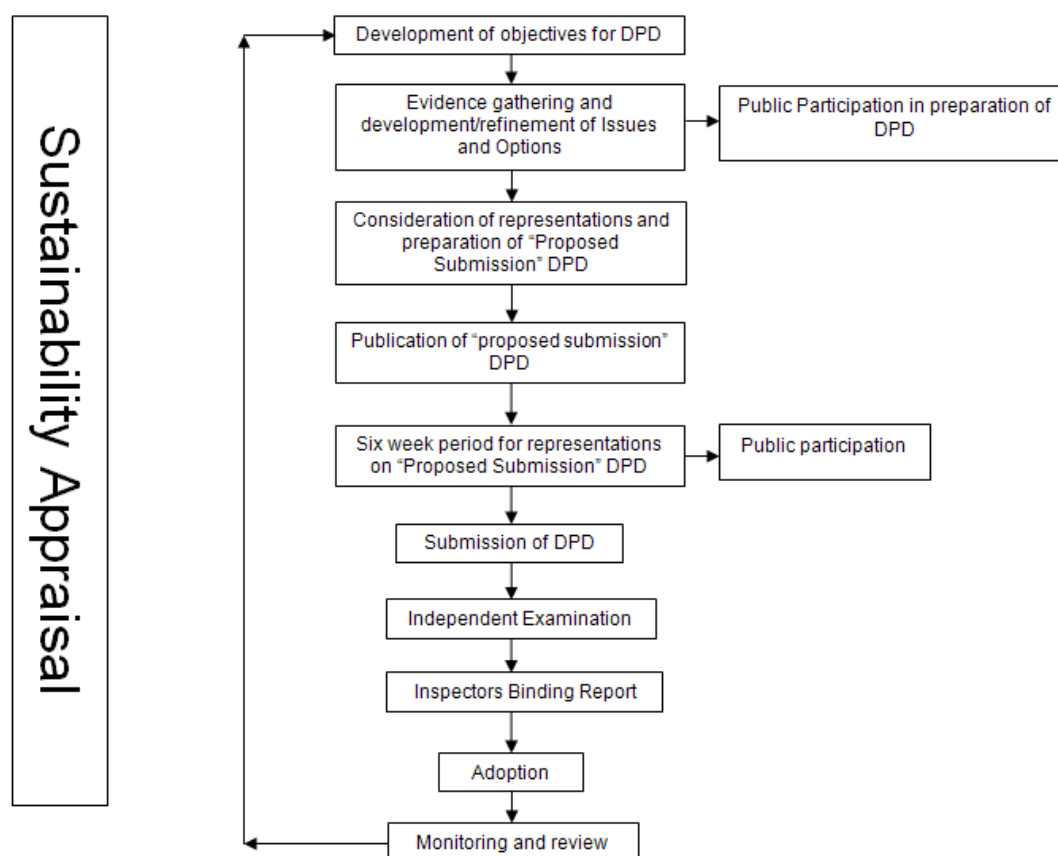 Sustainability Appraisal
Development of objectives for DPD
Evidence gathering and
development/refinement of Issues
and Options
Public Participation in preparation of
DPD
Consideration of representations and
preparation of “Proposed
Submission” DPD
Publication of “proposed submission”
DPD
Six week period for representations
on “Proposed Submission” DPD
Public participation
Submission of DPD
Independent Examination
Inspectors Binding Report
Adoption
Monitoring and review